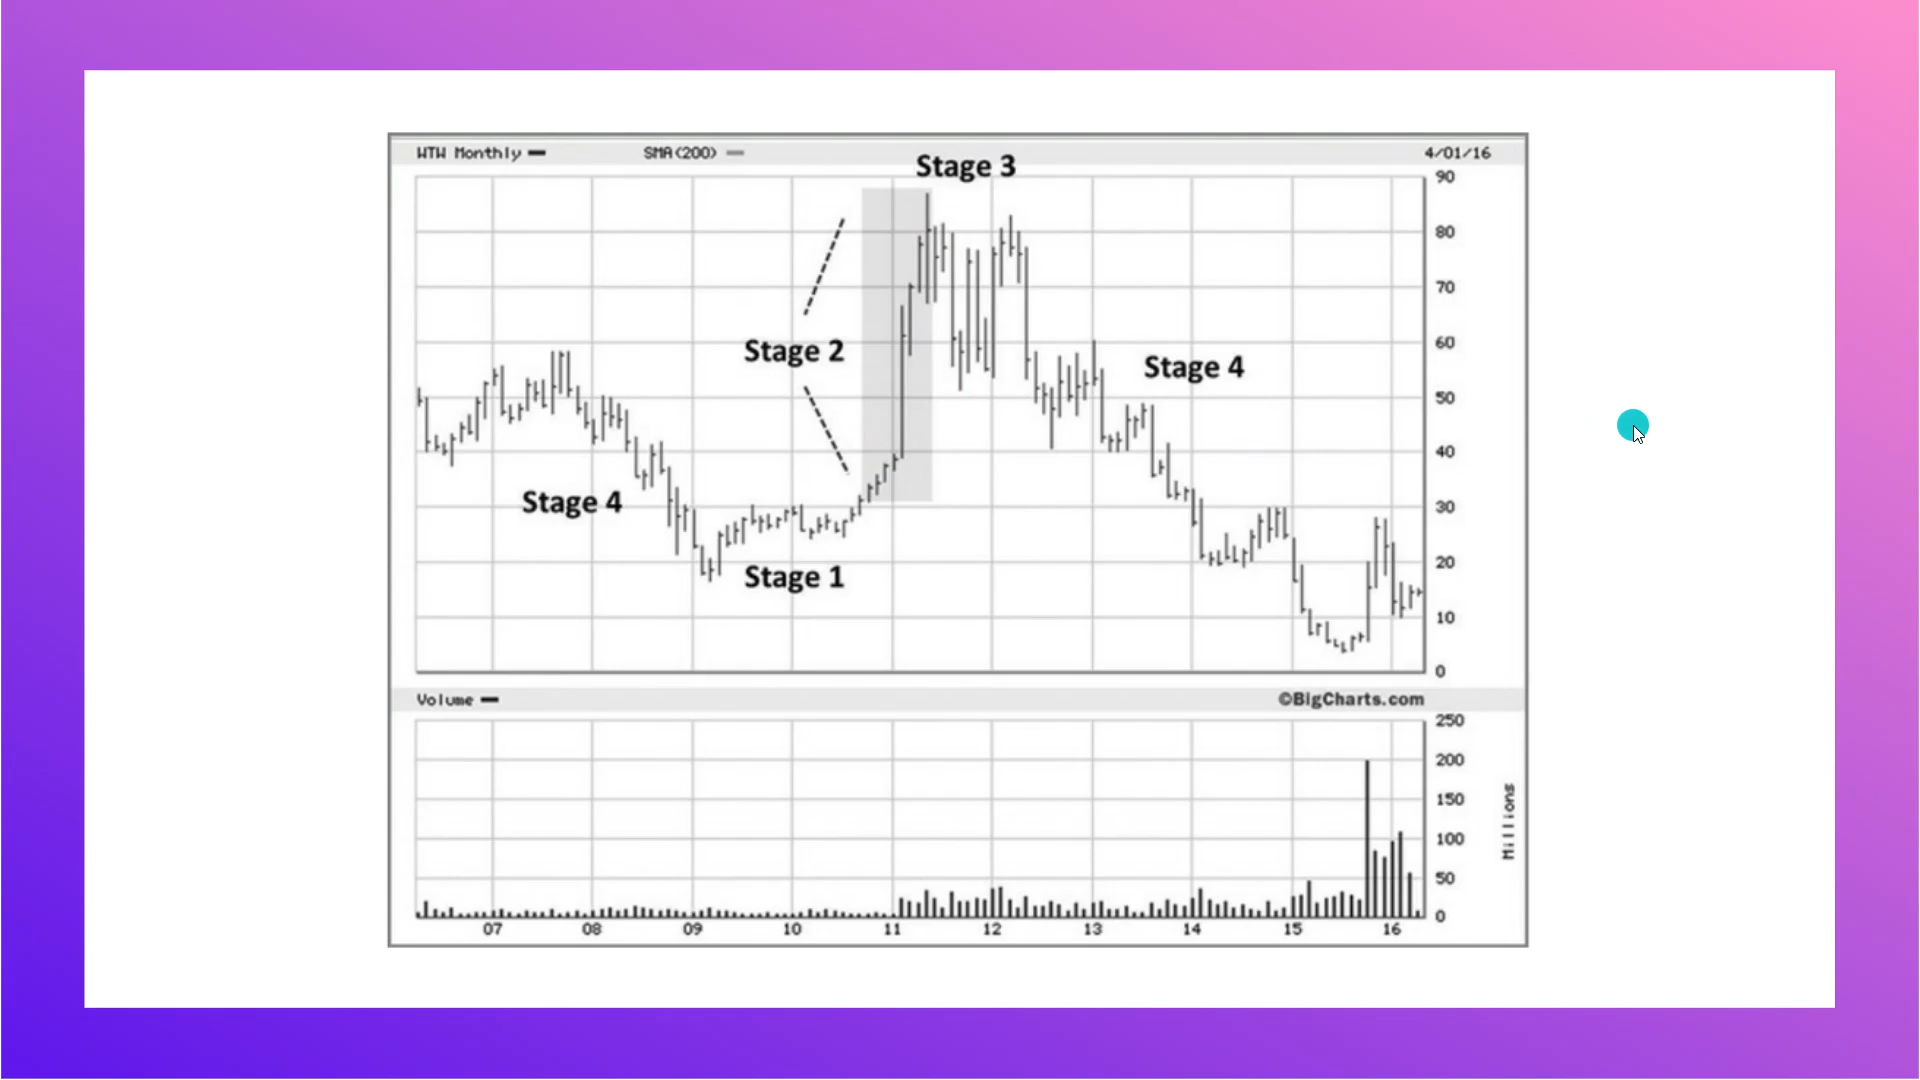 WTW Monthly SMA(200) 4/01/16
Stage 3
90
80
70
Stage 2
60
Stage 4
50
40
Stage 4
30
20
Stage 1
10
0
Volume ©BigCharts.com
250
200
150
100
50
0
Millions
07 08 09 10 11 12 13 14 15 16